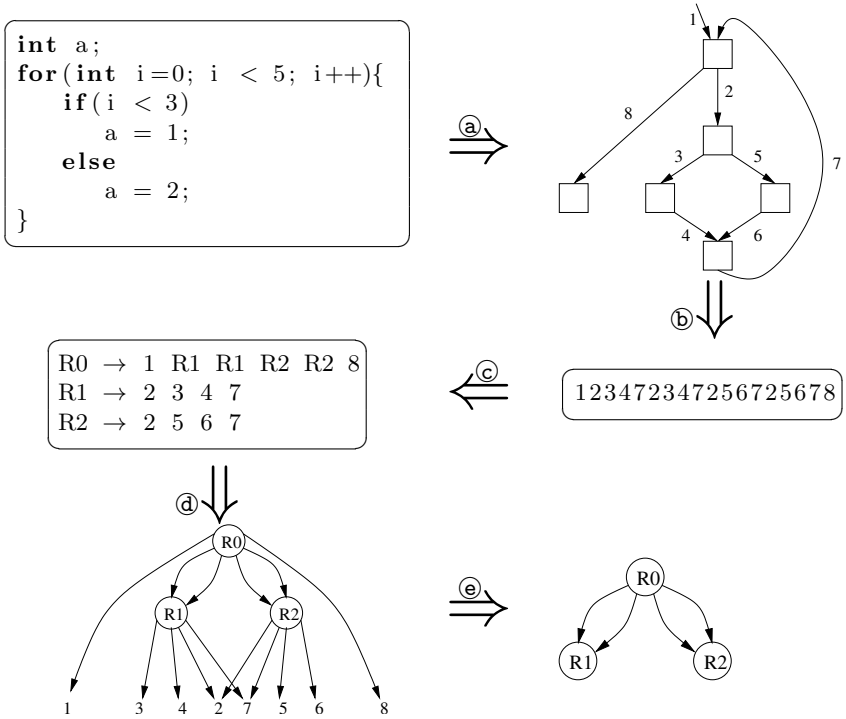 int a;
for(int i=0; i < 5; i++){
if(i < 3)
a = 1;
else
a = 2;
}
ⓐ
1
2
8
3
5
7
4
6
ⓑ
R0 → 1 R1 R1 R2 R2 8
R1 → 2 3 4 7
R2 → 2 5 6 7
ⓒ
123472347256725678
ⓓ
R0
R1
R2
1
3
4
2
7
5
6
8
ⓔ
R0
R1
R2